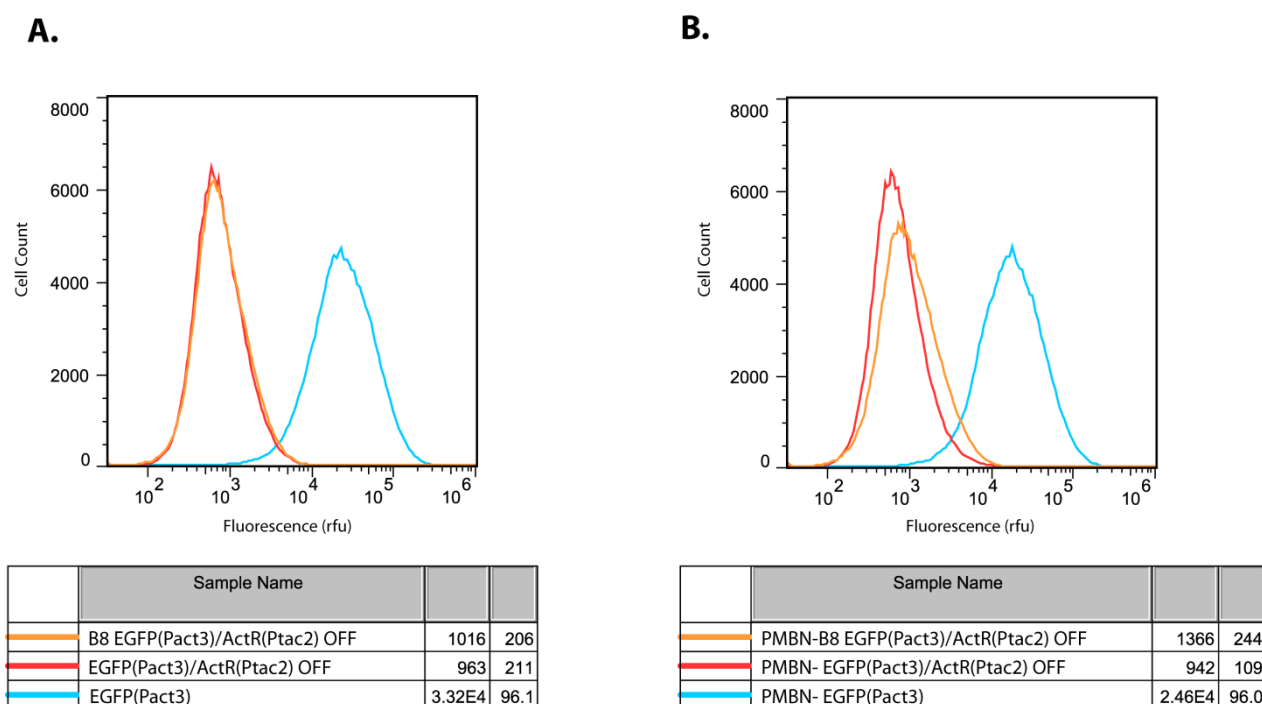 A.
B.
8000
6000
4000
2000
0
Cell Count
10 2
10 3
10 4
10 5
10 6
Fluorescence (rfu)
8000
6000
4000
2000
0
Cell Count
10 2
10 3
10 4
10 5
10 6
Fluorescence (rfu)
Sample Name
B8 EGFP(Pact3)/ActR(Ptac2) OFF 1016 206
EGFP(Pact3)/ActR(Ptac2) OFF 963 211
EGFP(Pact3) 3.32E4 96.1
Sample Name
PMBN-B8 EGFP(Pact3)/ActR(Ptac2) OFF 1366 244
PMBN- EGFP(Pact3)/ActR(Ptac2) OFF 942 109
PMBN- EGFP(Pact3) 2.46E4 96.0